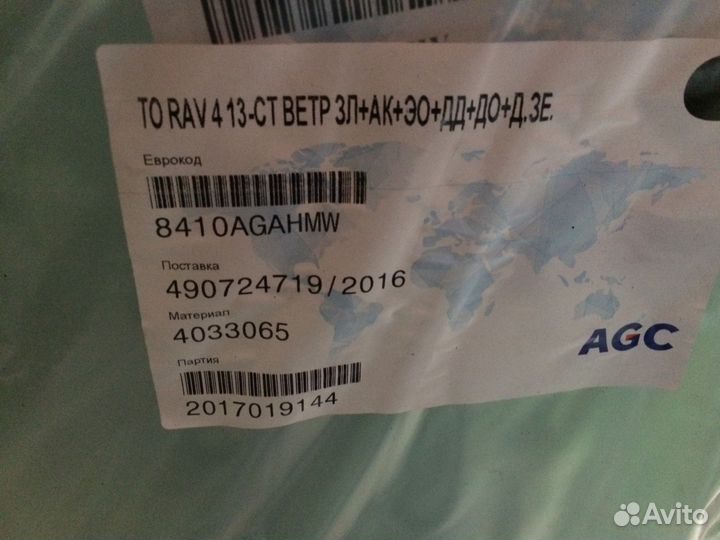 TO RAV 4 13-СТ ВЕТР ЗЛ+АК+ЭО+ДД+ДО+Д.ЗЕ.
Еврокод
8410AGAHMW
Поставка
490724719/2016
Материал
4033065
AGC
Партия
2017019144
Avito